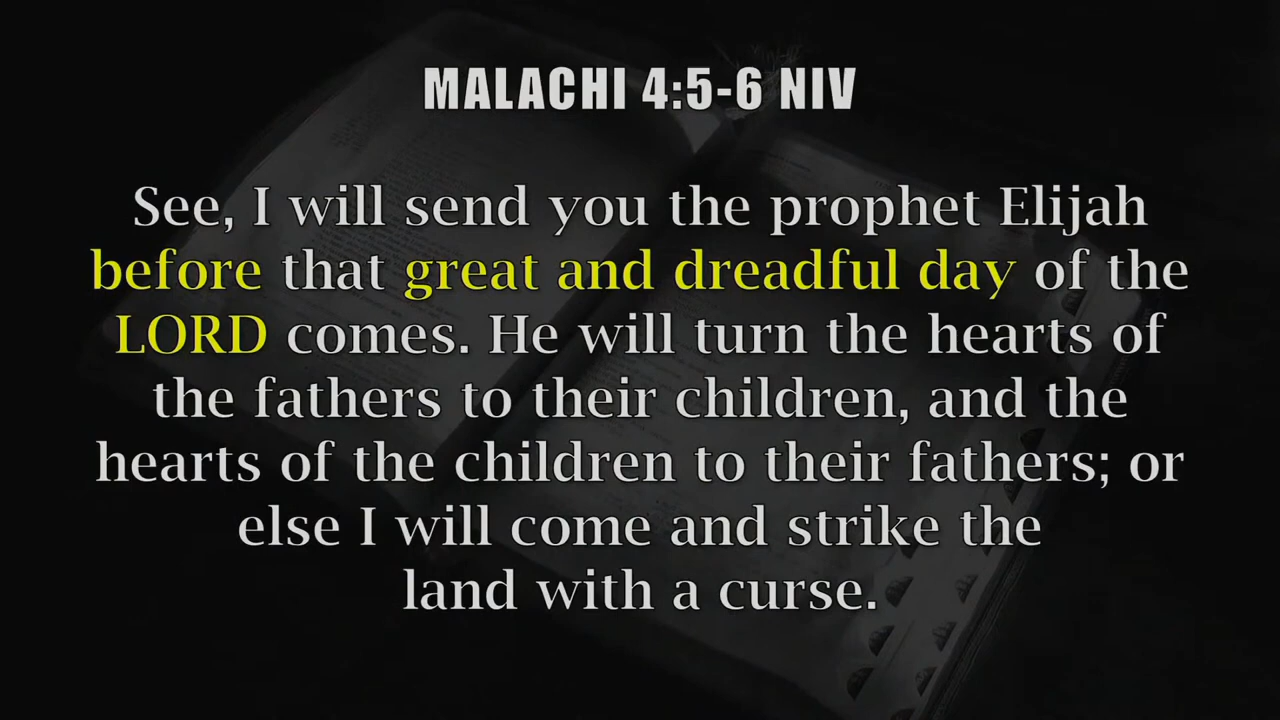 MALACHI 4:5-6 NIV
See, I will send you the prophet Elijah
before that great and dreadful day of the
LORD comes. He will turn the hearts of
the fathers to their children, and the
hearts of the children to their fathers; or
else I will come and strike the
land with a curse.